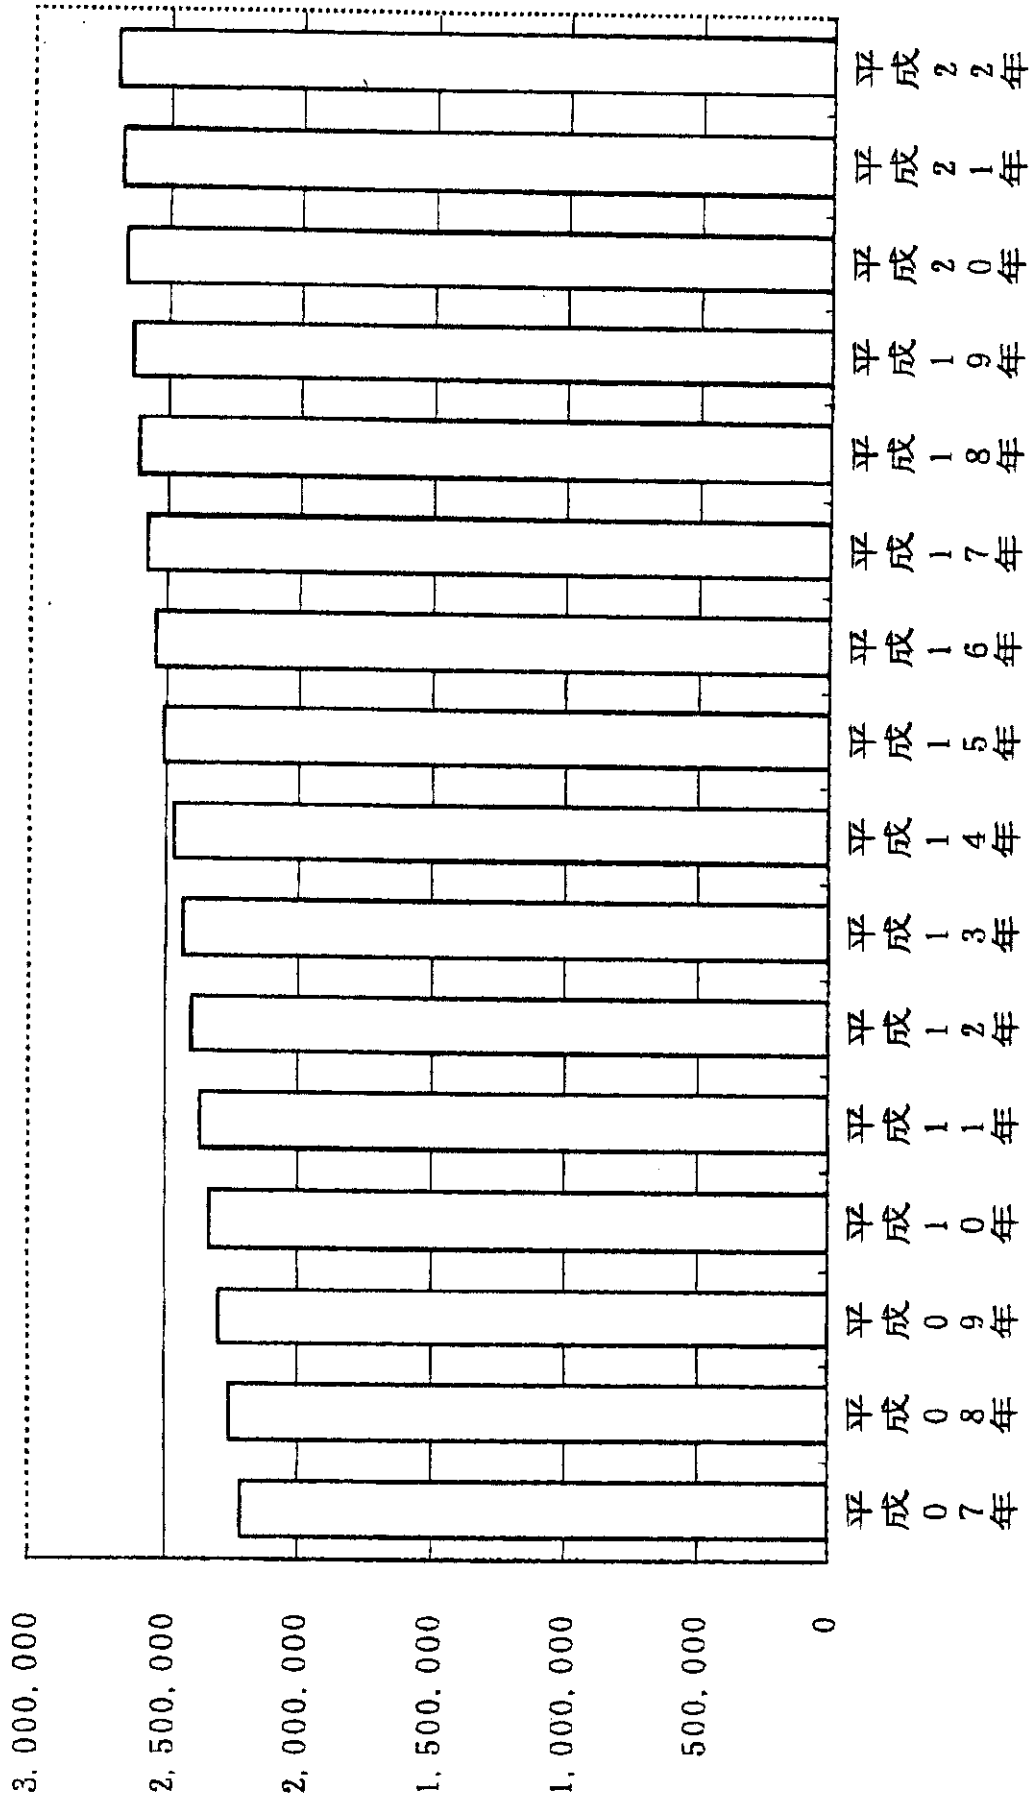 3,000,000
2,500,000
2,000,000
1,500,000
1,000,000
500,000
0
平成07年
平成08年
平成09年
平成10年
平成11年
平成12年
平成13年
平成14年
平成15年
平成16年
平成17年
平成18年
平成19年
平成20年
平成21年
平成22年